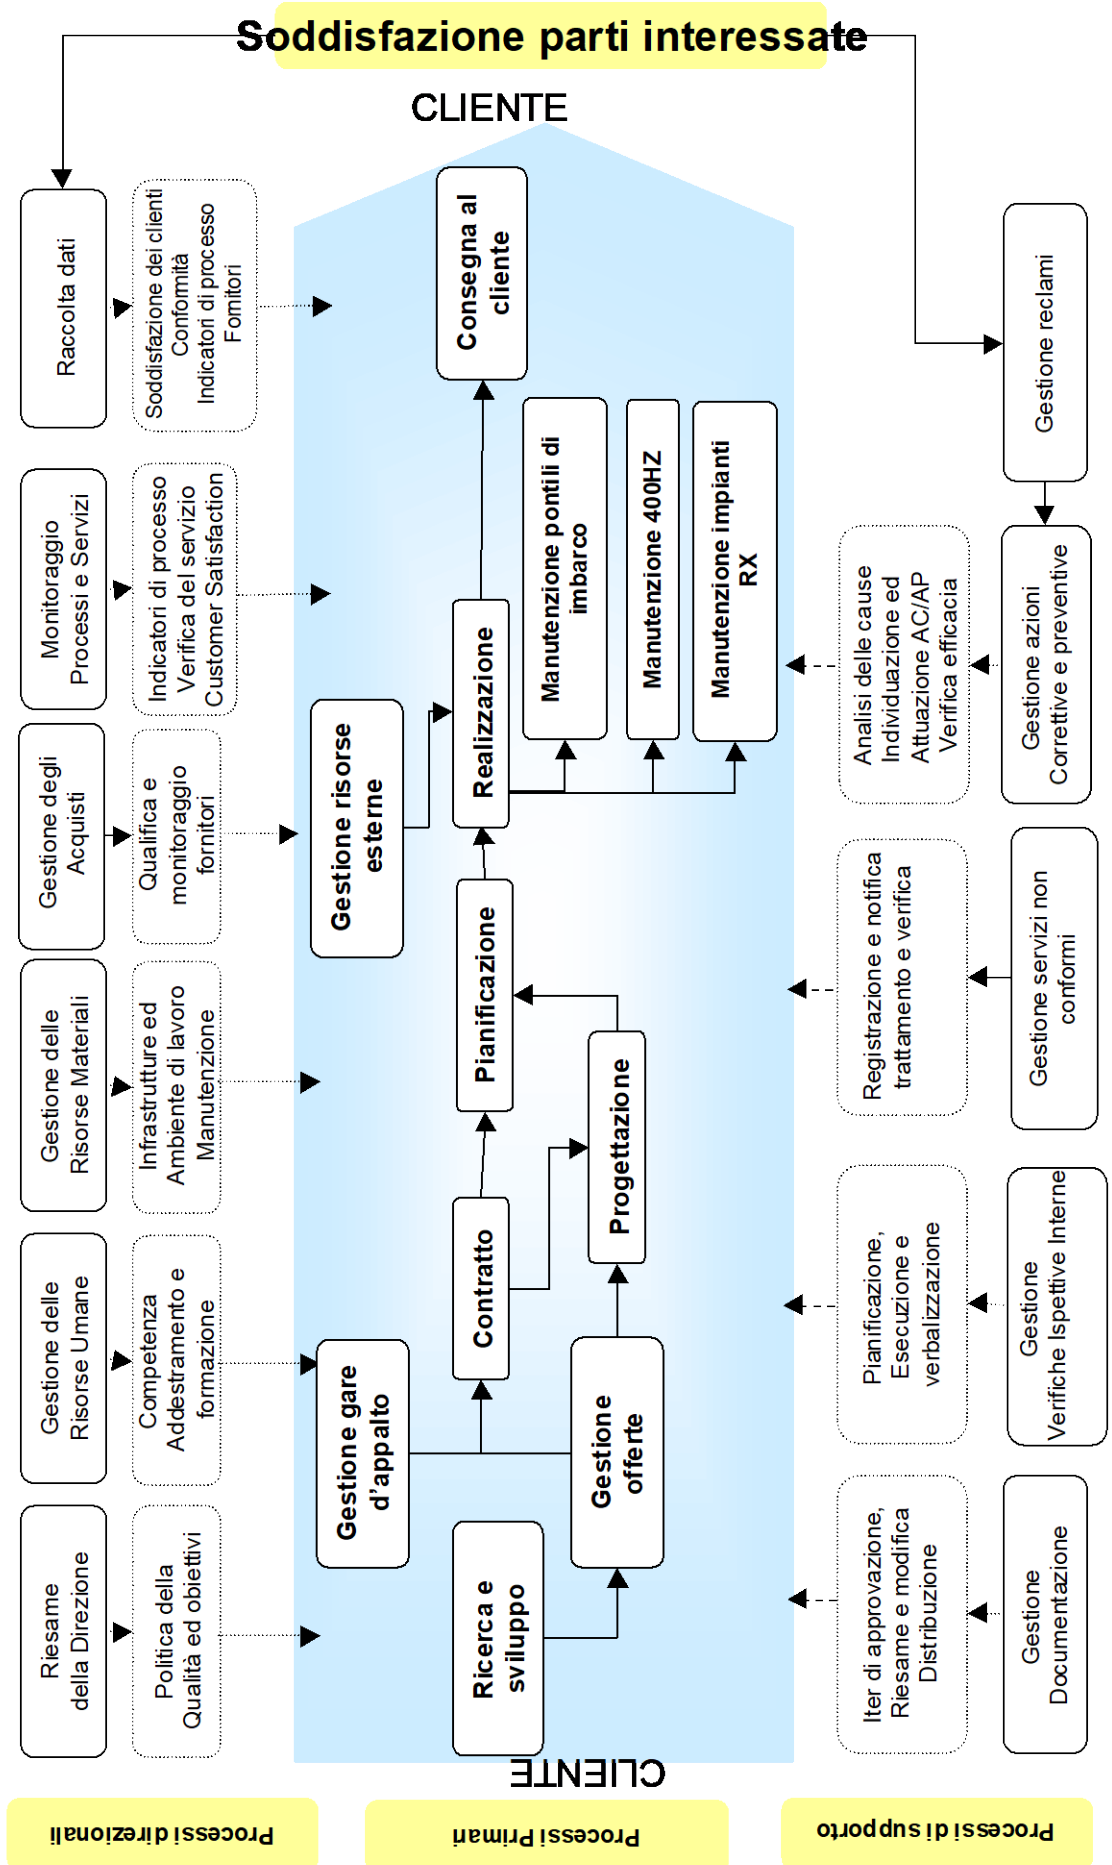 Soddisfazione parti interessate
CLIENTE
Raccolta dati
Soddisfazione dei clienti
Conformità
Indicatori di processo
Fornitori
Monitoraggio
Processi e Servizi
Indicatori di processo
Verifica del servizio
Customer Satisfaction
Gestione degli
Acquisti
Qualifica e
monitoraggio
fornitori
Gestione delle
Risorse Materiali
Infrastrutture ed
Ambiente di lavoro
Manutenzione
Gestione delle
Risorse Umane
Competenza
Addestramento e
formazione
Riesame
della Direzione
Politica della
Qualità ed obiettivi
Consegna al
cliente
Manutenzione pontili di
imbarco
Manutenzione 400HZ
Manutenzione impianti
RX
Realizzazione
Gestione risorse
esterne
Pianificazione
Progettazione
Contratto
Gestione gare
d'appalto
Gestione
offerte
Ricerca e
sviluppo
CLIENTE
Gestione reclami
Gestione azioni
Correttive e preventive
Analisi delle cause
Individuazione ed
Attuazione AC/AP
Verifica efficacia
Gestione servizi non
conformi
Registrazione e notifica
trattamento e verifica
Gestione
Verifiche Ispettive Interne
Pianificazione,
Esecuzione e
verbalizzazione
Gestione
Documentazione
Iter di approvazione,
Riesame e modifica
Distribuzione
Processi direzionali
Processi Primari
Processi di supporto